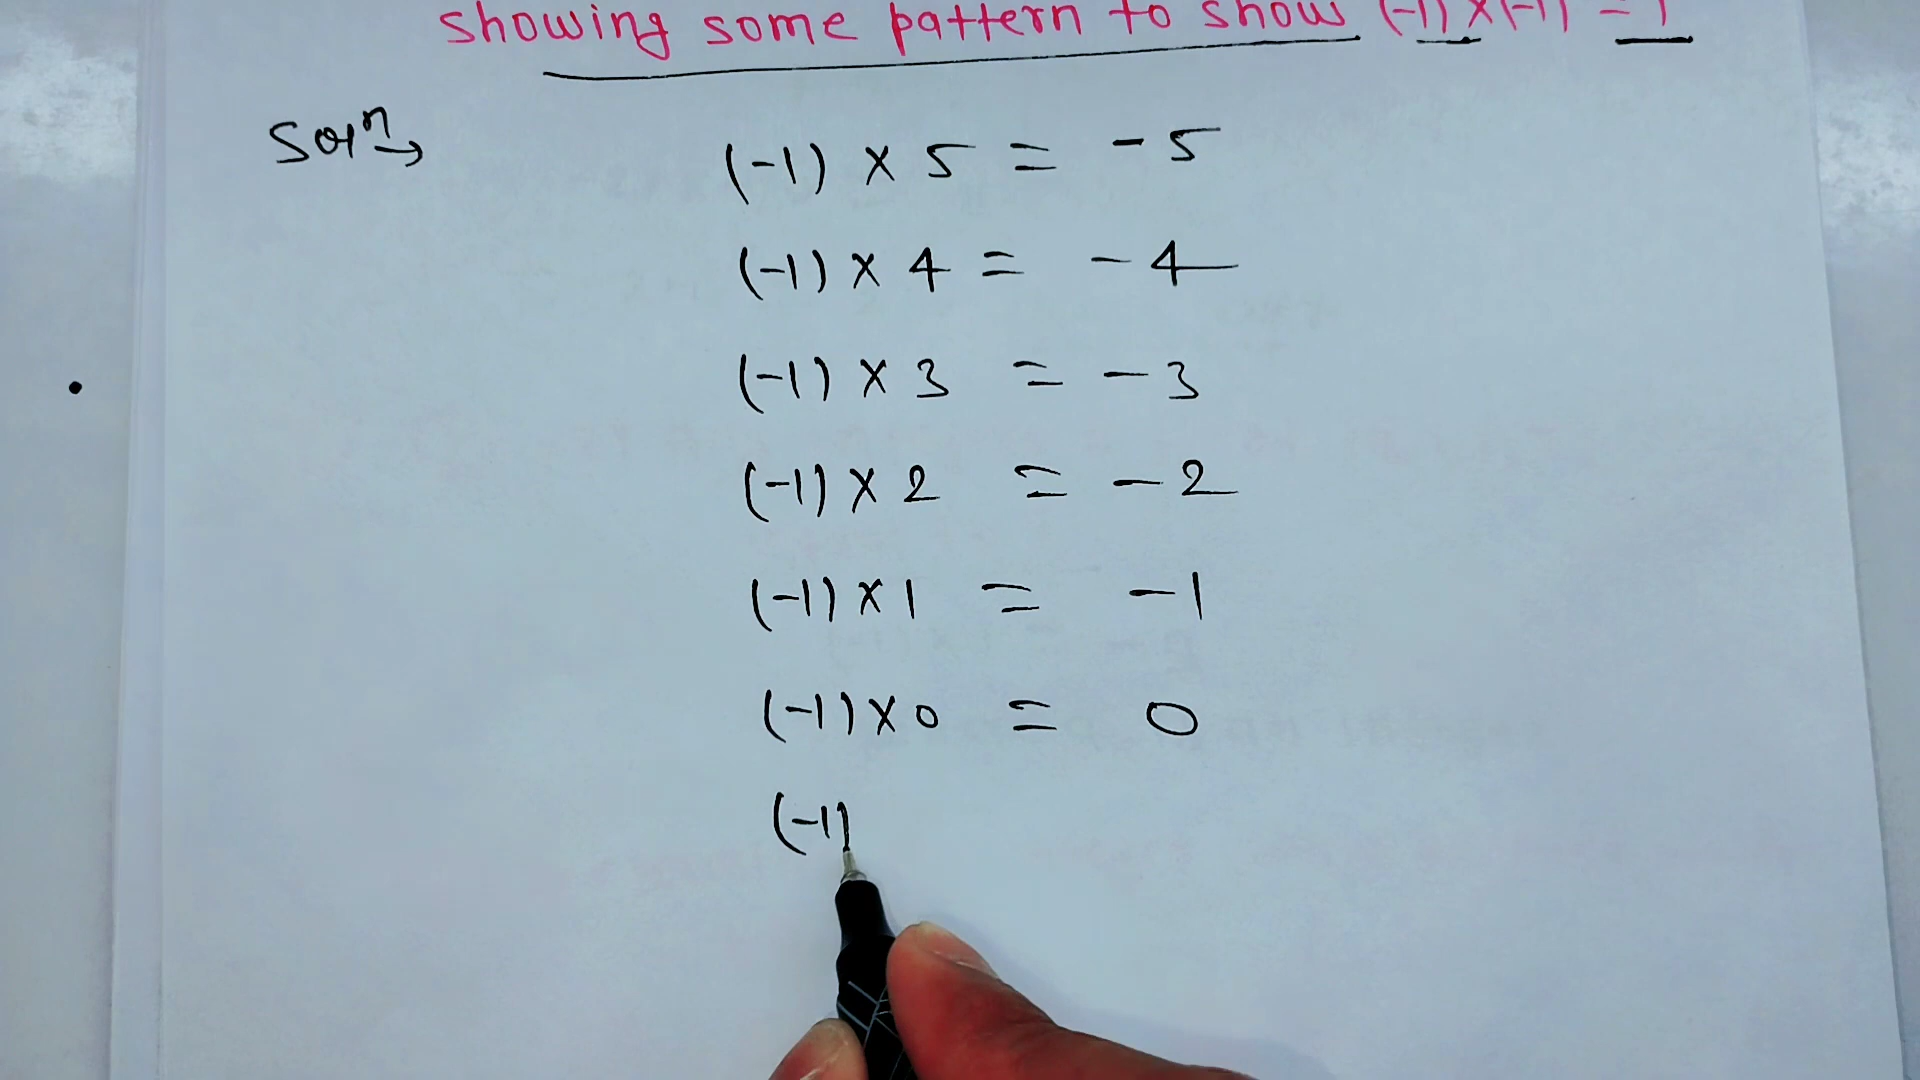 showing some pattern to show (-1) × (-1) = 1
Solⁿ→
(-1) × 5 = -5
(-1) × 4 = -4
(-1) × 3 = -3
(-1) × 2 = -2
(-1) × 1 = -1
(-1) × 0 = 0
(-1)